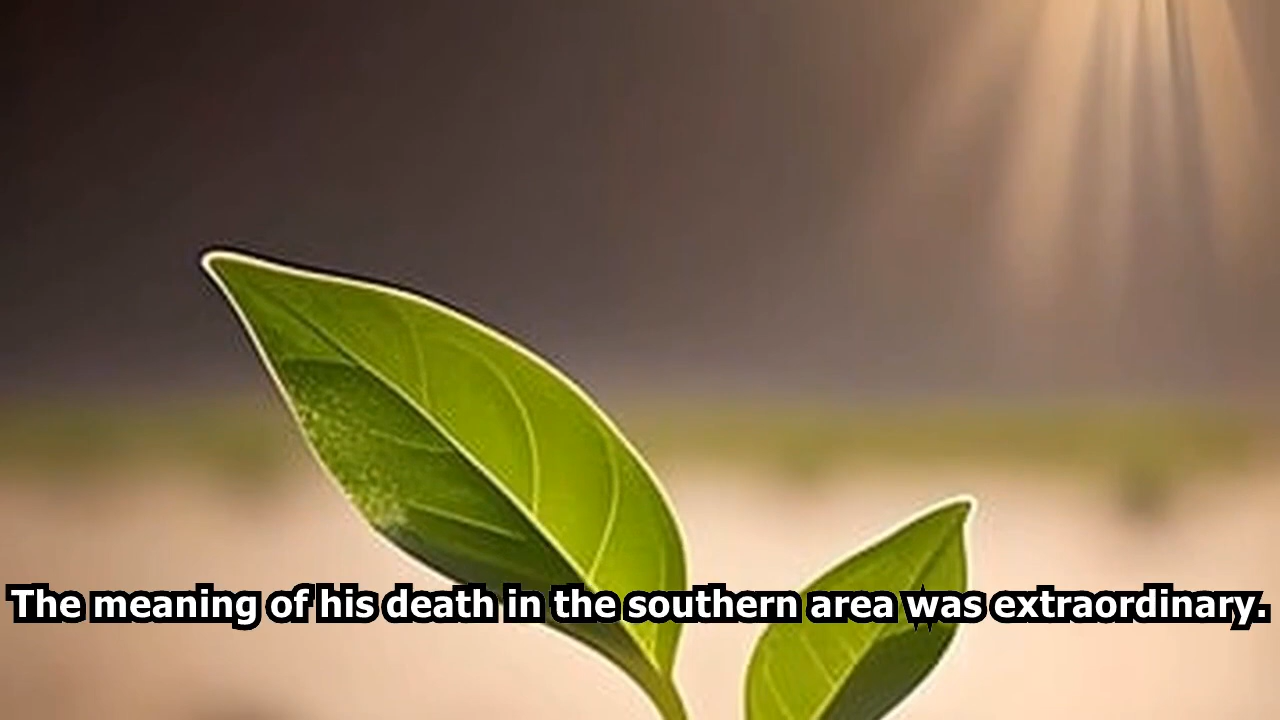 The meaning of his death in the southern area was extraordinary.